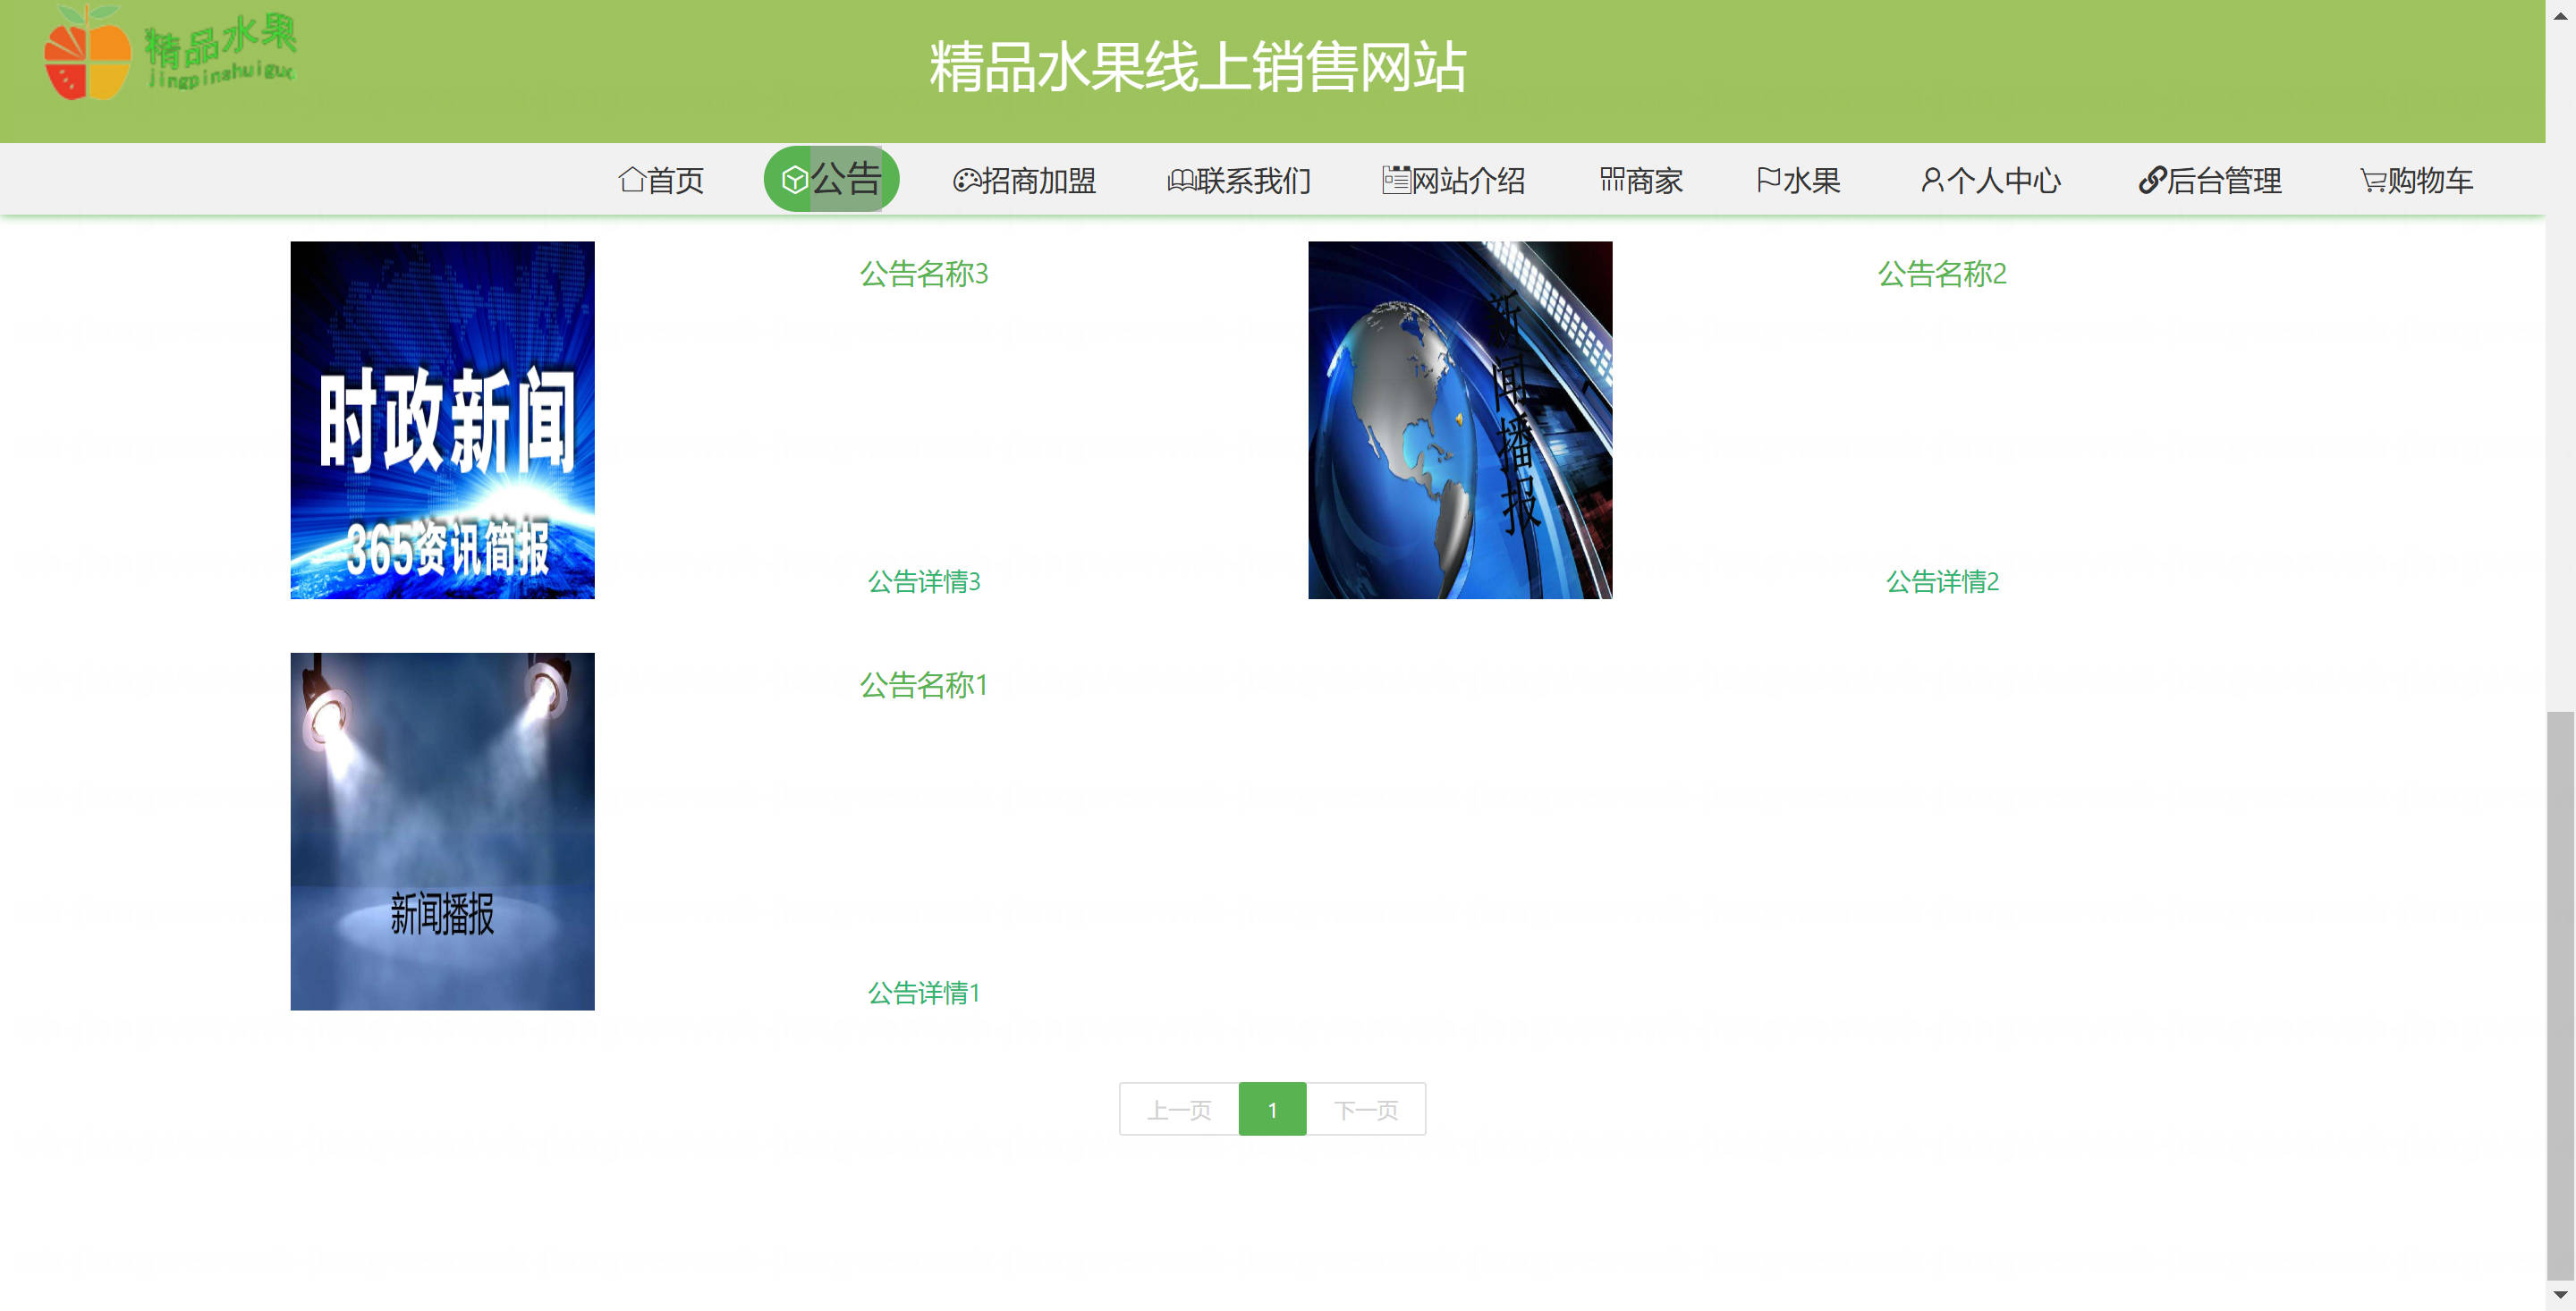 精品水果
jingpinshuiguo
精品水果线上销售网站
首页
公告
招商加盟
联系我们
网站介绍
商家
水果
个人中心
后台管理
购物车
时政新闻
365资讯简报
公告名称3
公告详情3
新闻播报
公告名称2
公告详情2
新闻播报
公告名称1
公告详情1
上一页
1
下一页